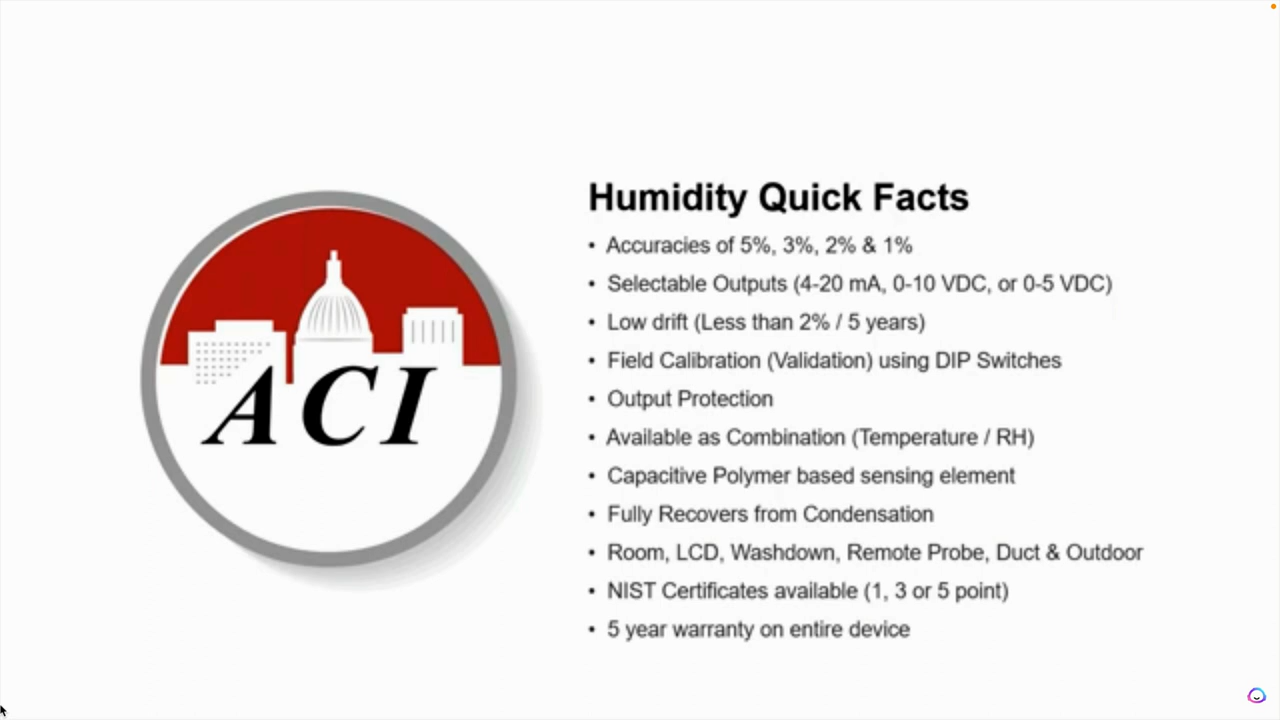 ACI
Humidity Quick Facts
• Accuracies of 5%, 3%, 2% & 1%
• Selectable Outputs (4-20 mA, 0-10 VDC, or 0-5 VDC)
• Low drift (Less than 2% / 5 years)
• Field Calibration (Validation) using DIP Switches
• Output Protection
• Available as Combination (Temperature / RH)
• Capacitive Polymer based sensing element
• Fully Recovers from Condensation
• Room, LCD, Washdown, Remote Probe, Duct & Outdoor
• NIST Certificates available (1, 3 or 5 point)
• 5 year warranty on entire device